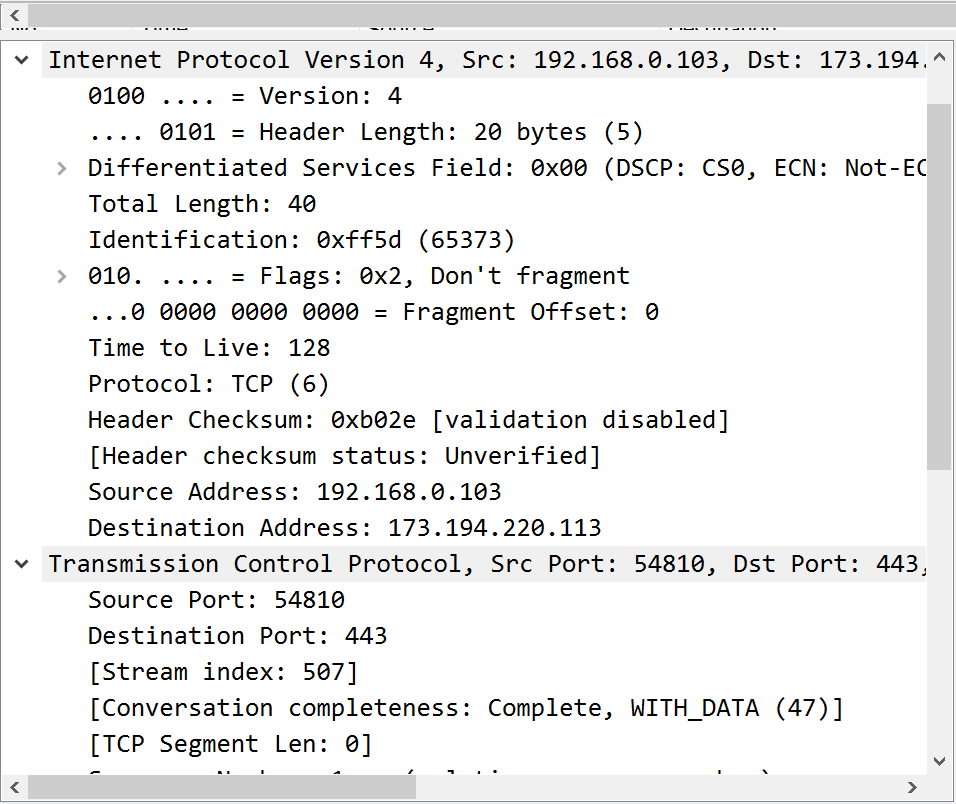 Internet Protocol Version 4, Src: 192.168.0.103, Dst: 173.194.
0100 .... = Version: 4
.... 0101 = Header Length: 20 bytes (5)
Differentiated Services Field: 0x00 (DSCP: CS0, ECN: Not-EC
Total Length: 40
Identification: 0xff5d (65373)
010. .... = Flags: 0x2, Don't fragment
...0 0000 0000 0000 = Fragment Offset: 0
Time to Live: 128
Protocol: TCP (6)
Header Checksum: 0xb02e [validation disabled]
[Header checksum status: Unverified]
Source Address: 192.168.0.103
Destination Address: 173.194.220.113
Transmission Control Protocol, Src Port: 54810, Dst Port: 443,
Source Port: 54810
Destination Port: 443
[Stream index: 507]
[Conversation completeness: Complete, WITH_DATA (47)]
[TCP Segment Len: 0]